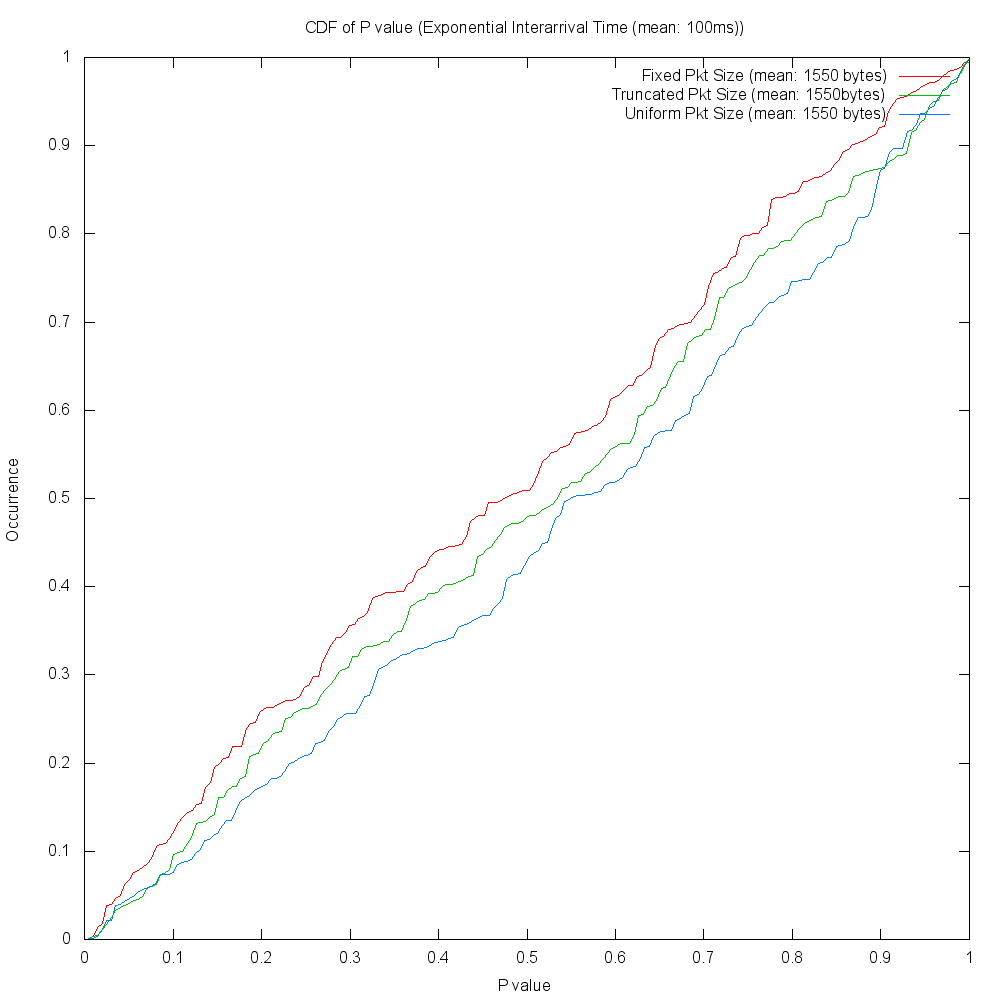 CDF of P value (Exponential Interarrival Time (mean: 100ms))
Fixed Pkt Size (mean: 1550 bytes)
Truncated Pkt Size (mean: 1550bytes)
Uniform Pkt Size (mean: 1550 bytes)
1
0.9
0.8
0.7
0.6
0.5
0.4
0.3
0.2
0.1
0
Occurrence
0 0.1 0.2 0.3 0.4 0.5 0.6 0.7 0.8 0.9 1
P value